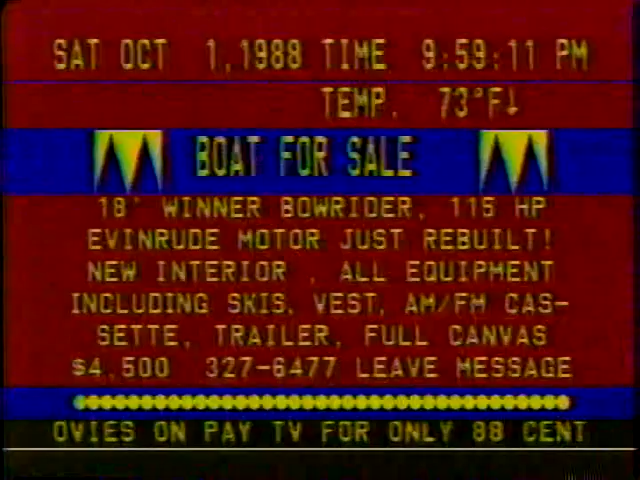 SAT OCT 1,1988 TIME 9:59:11 PM
TEMP. 73°F↓
BOAT FOR SALE
18' WINNER BOWRIDER, 115 HP
EVINRUDE MOTOR JUST REBUILT!
NEW INTERIOR , ALL EQUIPMENT
INCLUDING SKIS, VEST, AM/FM CAS-
SETTE, TRAILER, FULL CANVAS
$4,500 327-6477 LEAVE MESSAGE
OVIES ON PAY TV FOR ONLY 88 CENT